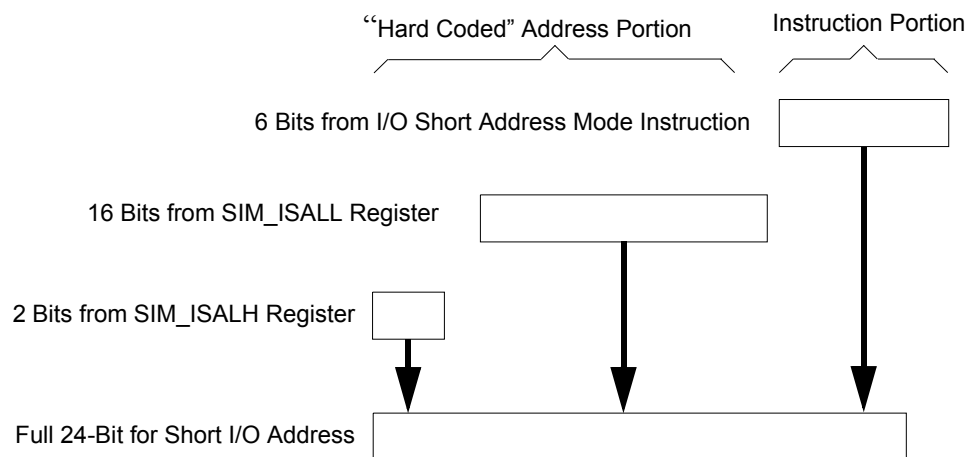 “Hard Coded” Address Portion
Instruction Portion
6 Bits from I/O Short Address Mode Instruction
16 Bits from SIM_ISALL Register
2 Bits from SIM_ISALH Register
Full 24-Bit for Short I/O Address